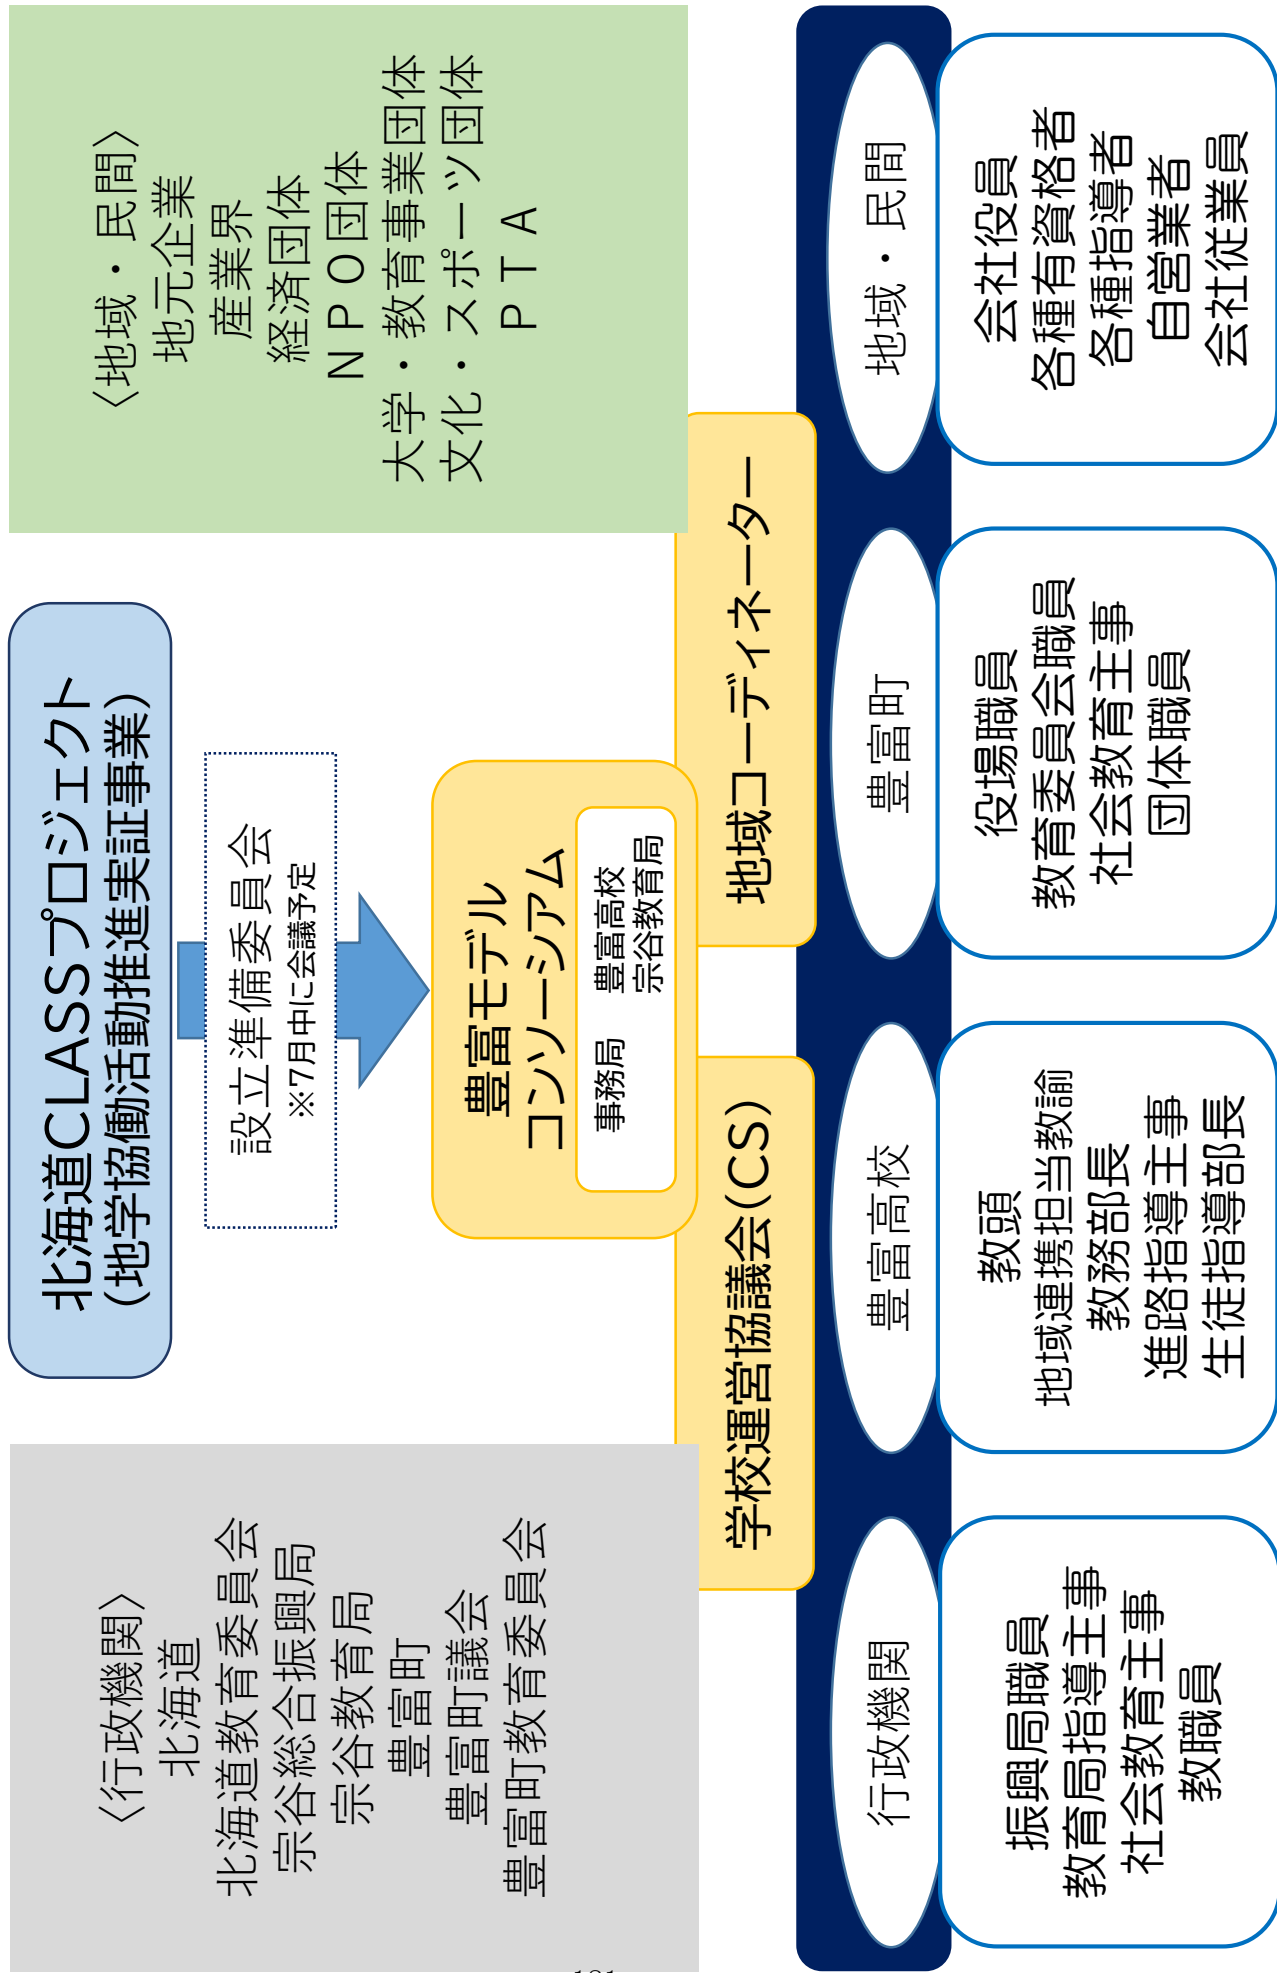 北海道CLASSプロジェクト
(地学協働活動推進実証事業)
設立準備委員会
※7月中に会議予定
〈行政機関〉
北海道
北海道教育委員会
宗谷総合振興局
宗谷教育局
豊富町
豊富町議会
豊富町教育委員会
豊富モデル
コンソーシアム
事務局 豊富高校
宗谷教育局
〈地域・民間〉
地元企業
産業界
経済団体
NPO団体
大学・教育事業団体
文化・スポーツ団体
PTA
学校運営協議会(CS)
地域コーディネーター
行政機関
振興局職員
教育局指導主事
社会教育主事
教職員
豊富高校
教頭
地域連携担当教諭
教務部長
進路指導主事
生徒指導部長
豊富町
役場職員
教育委員会職員
社会教育主事
団体職員
地域・民間
会社役員
各種有資格者
各種指導者
自営業者
会社従業員